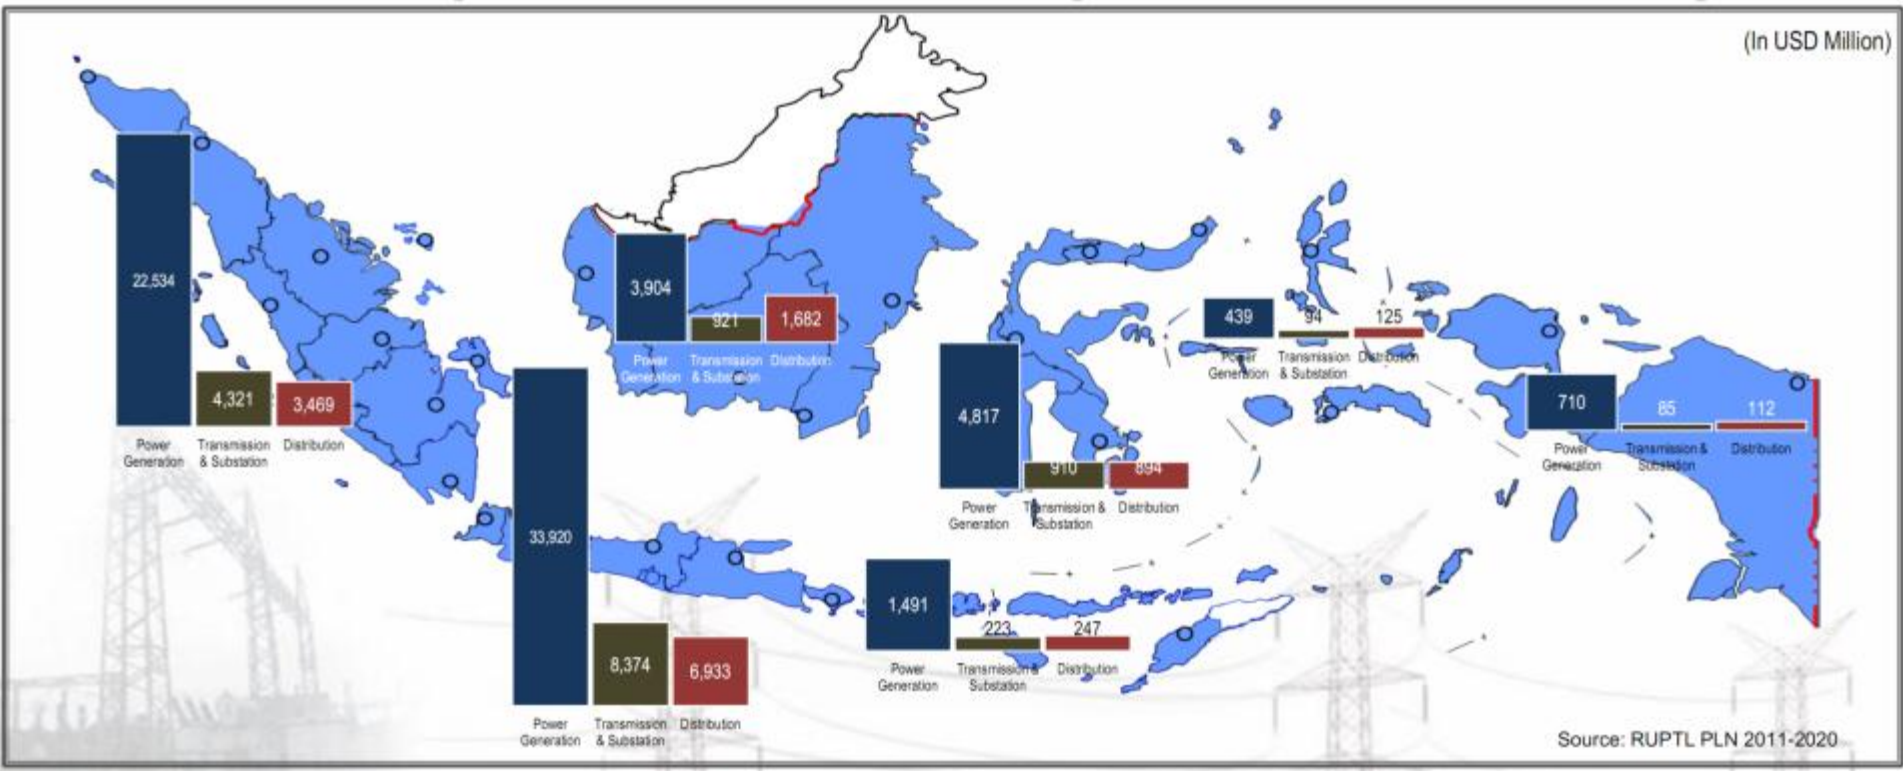 (In USD Million)
22,534
4,321
3,469
Power
Generation
Transmission
& Substation
Distribution
3,904
921
1,682
Power
Generation
Transmission
& Substation
Distribution
439
94
125
Power
Generation
Transmission
& Substation
Distribution
4,817
910
894
Power
Generation
Transmission &
Substation
Distribution
710
85
112
Power
Generation
Transmission &
Substation
Distribution
33,920
8,374
6,933
Power
Generation
Transmission
& Substation
Distribution
1,491
223
247
Power
Generation
Transmission &
Substation
Distribution
Source: RUPTL PLN 2011-2020